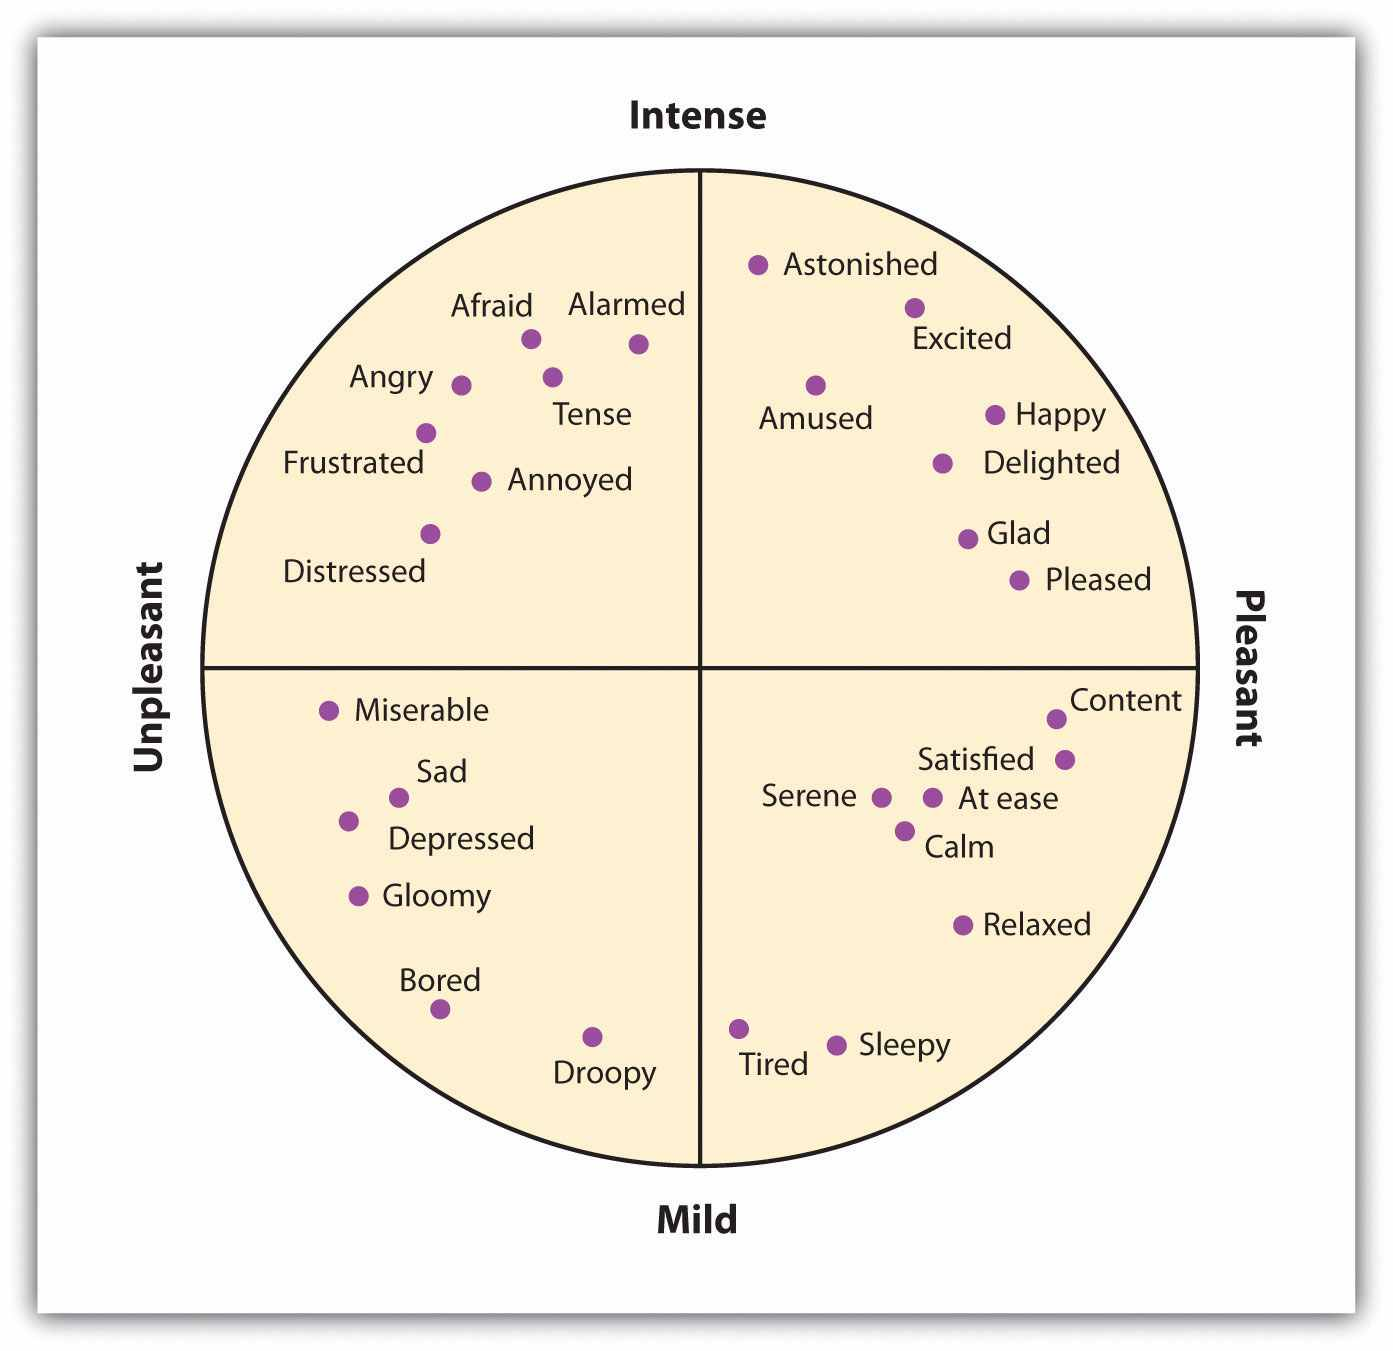 Intense
Astonished
Afraid
Alarmed
Excited
Angry
Tense
Amused
Happy
Frustrated
Delighted
Annoyed
Glad
Distressed
Pleased
Unpleasant
Pleasant
Miserable
Content
Sad
Satisfied
Serene
At ease
Depressed
Calm
Gloomy
Relaxed
Bored
Sleepy
Droopy
Tired
Mild